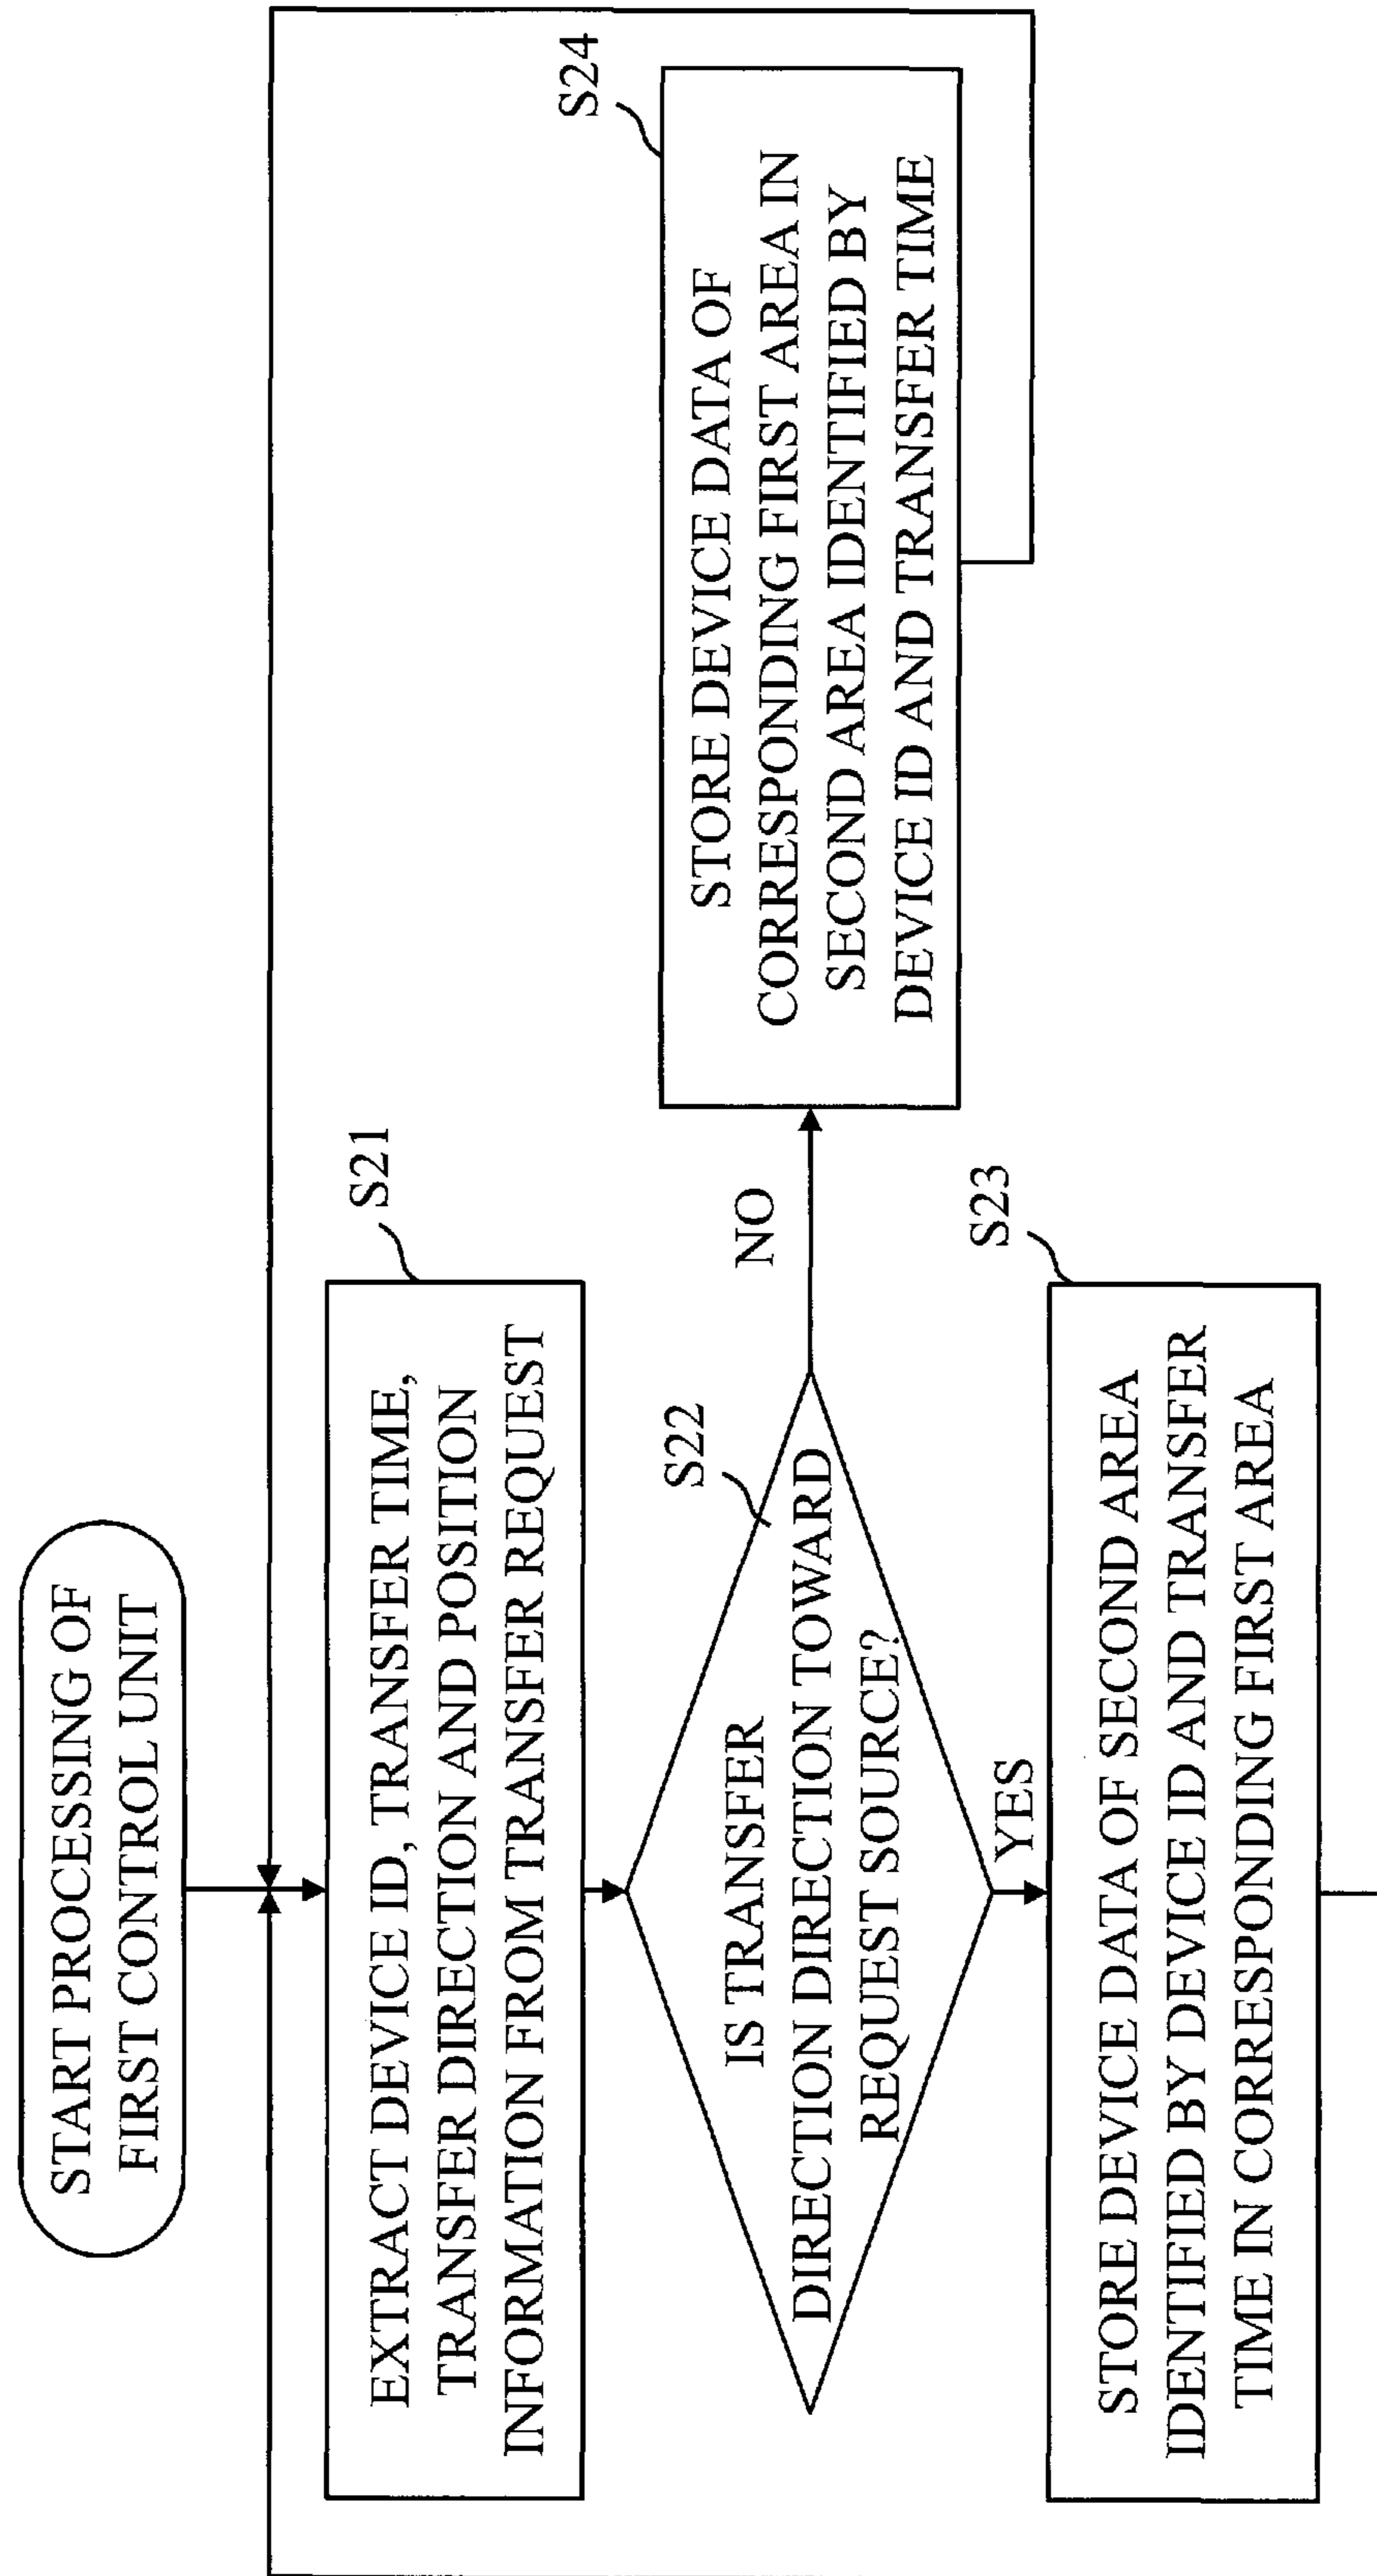 START PROCESSING OF
FIRST CONTROL UNIT
S21
EXTRACT DEVICE ID, TRANSFER TIME,
TRANSFER DIRECTION AND POSITION
INFORMATION FROM TRANSFER REQUEST
S22
IS TRANSFER
DIRECTION DIRECTION TOWARD
REQUEST SOURCE?
NO
S24
STORE DEVICE DATA OF
CORRESPONDING FIRST AREA IN
SECOND AREA IDENTIFIED BY
DEVICE ID AND TRANSFER TIME
YES
S23
STORE DEVICE DATA OF SECOND AREA
IDENTIFIED BY DEVICE ID AND TRANSFER
TIME IN CORRESPONDING FIRST AREA